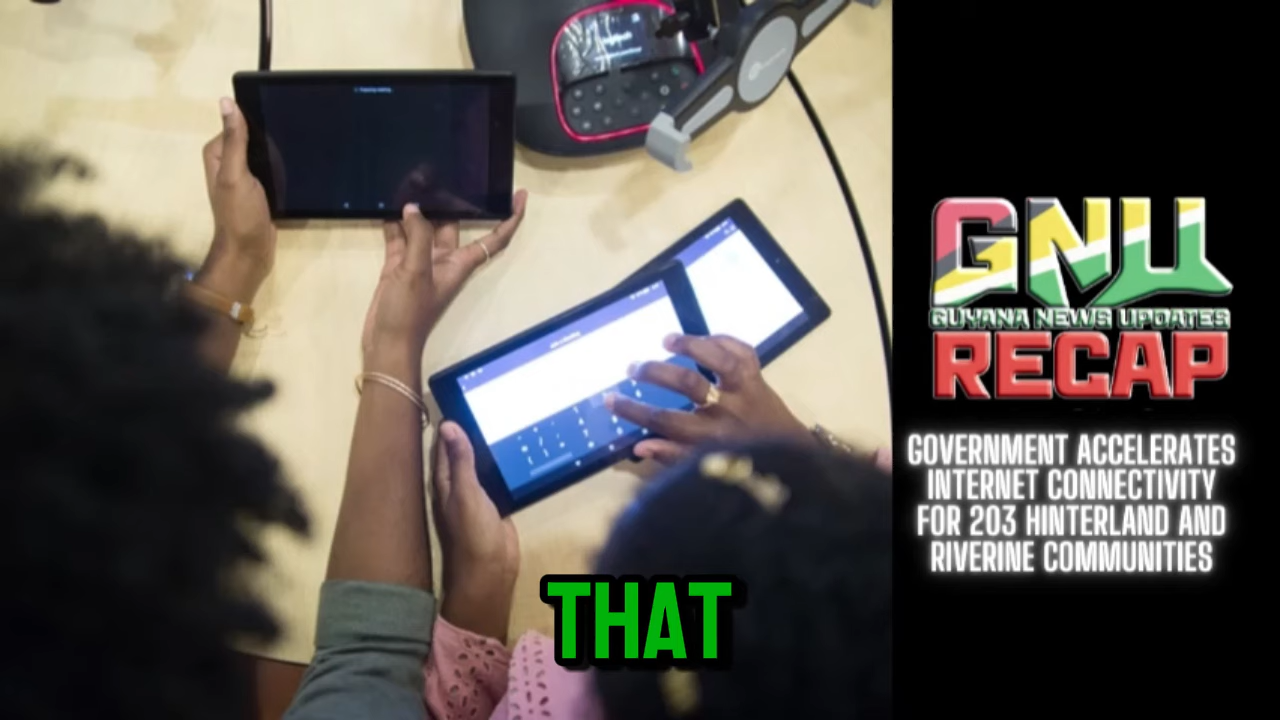 GNU
GUYANA NEWS UPDATES
RECAP
GOVERNMENT ACCELERATES
INTERNET CONNECTIVITY
FOR 203 HINTERLAND AND
RIVERINE COMMUNITIES
THAT